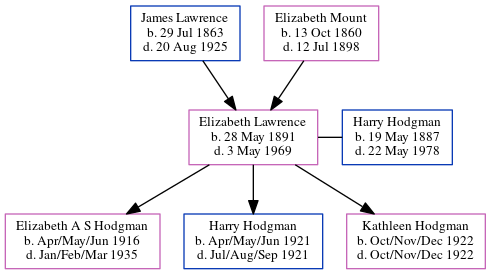 James Lawrence
b. 29 Jul 1863
d. 20 Aug 1925
Elizabeth Mount
b. 13 Oct 1860
d. 12 Jul 1898
Elizabeth Lawrence
b. 28 May 1891
d. 3 May 1969
Harry Hodgman
b. 19 May 1887
d. 22 May 1978
Elizabeth A S Hodgman
b. Apr/May/Jun 1916
d. Jan/Feb/Mar 1935
Harry Hodgman
b. Apr/May/Jun 1921
d. Jul/Aug/Sep 1921
Kathleen Hodgman
b. Oct/Nov/Dec 1922
d. Oct/Nov/Dec 1922